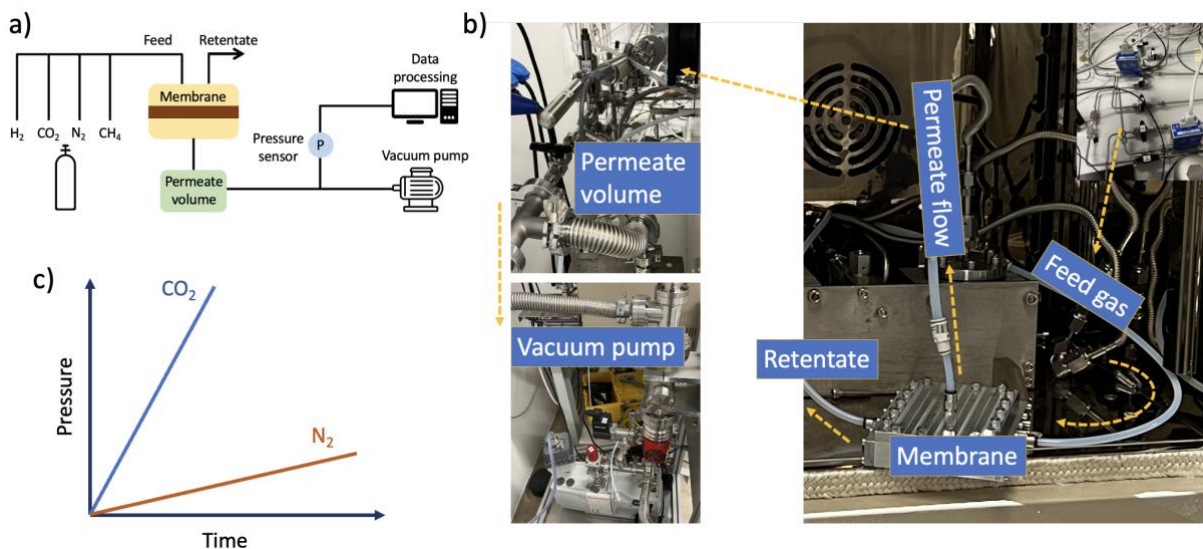 a)
Feed
Retentate
Membrane
H₂
CO₂
N₂
CH₄
Permeate
volume
Pressure
sensor
P
Data
processing
Vacuum pump
b)
Permeate
volume
Vacuum pump
Permeate flow
Feed gas
Retentate
Membrane
c)
CO₂
N₂
Pressure
Time